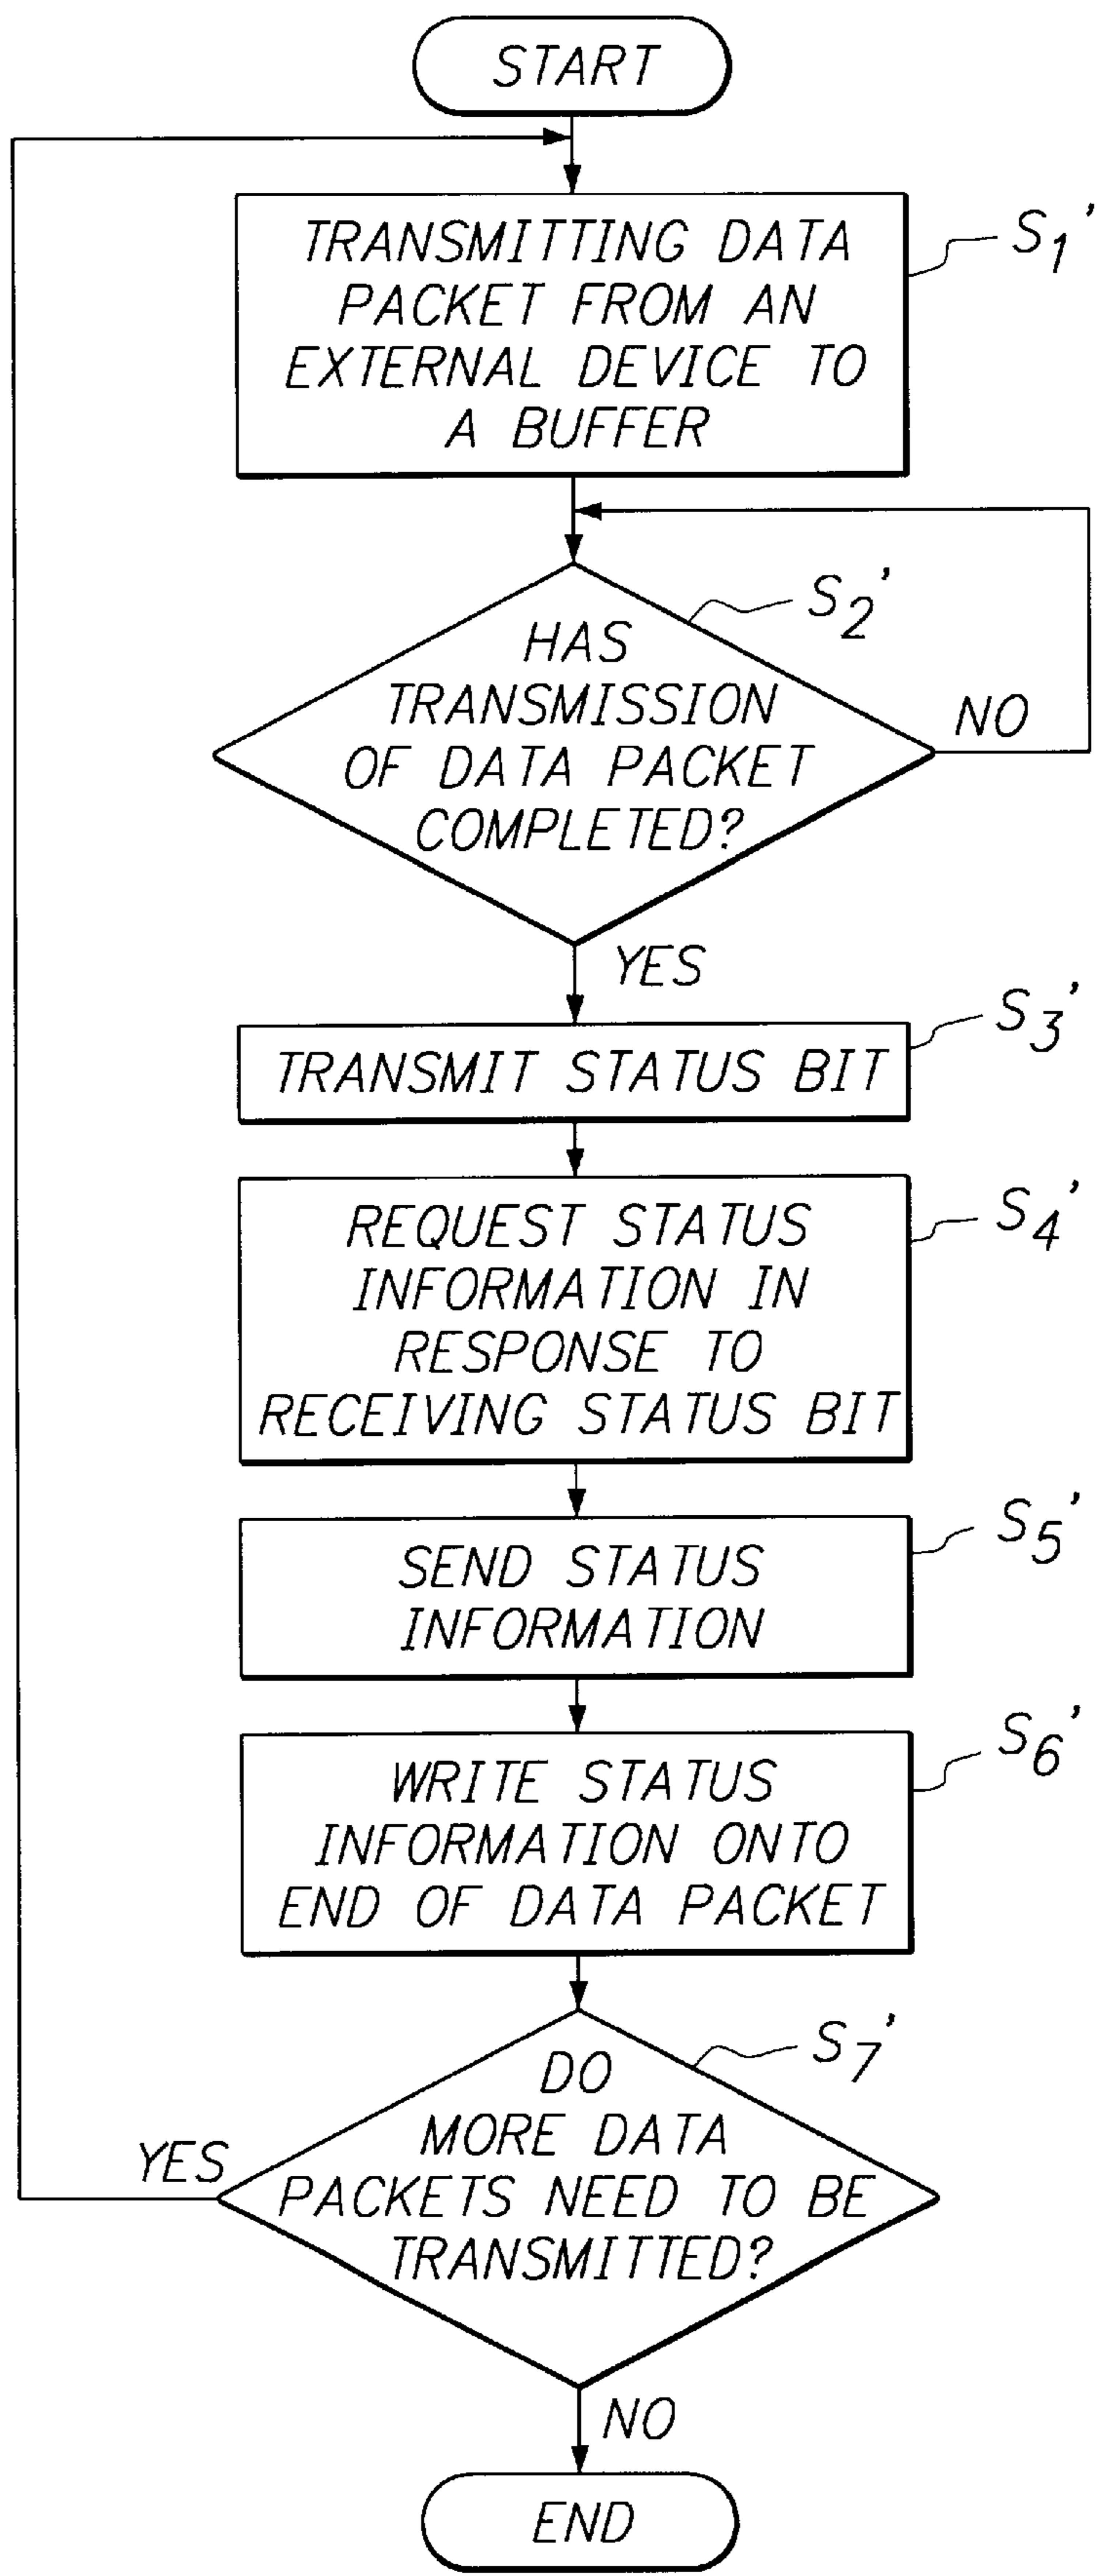 START
TRANSMITTING DATA
PACKET FROM AN
EXTERNAL DEVICE TO
A BUFFER
S1'
HAS
TRANSMISSION
OF DATA PACKET
COMPLETED?
S2'
NO
YES
TRANSMIT STATUS BIT
S3'
REQUEST STATUS
INFORMATION IN
RESPONSE TO
RECEIVING STATUS BIT
S4'
SEND STATUS
INFORMATION
S5'
WRITE STATUS
INFORMATION ONTO
END OF DATA PACKET
S6'
DO
MORE DATA
PACKETS NEED TO BE
TRANSMITTED?
S7'
YES
NO
END